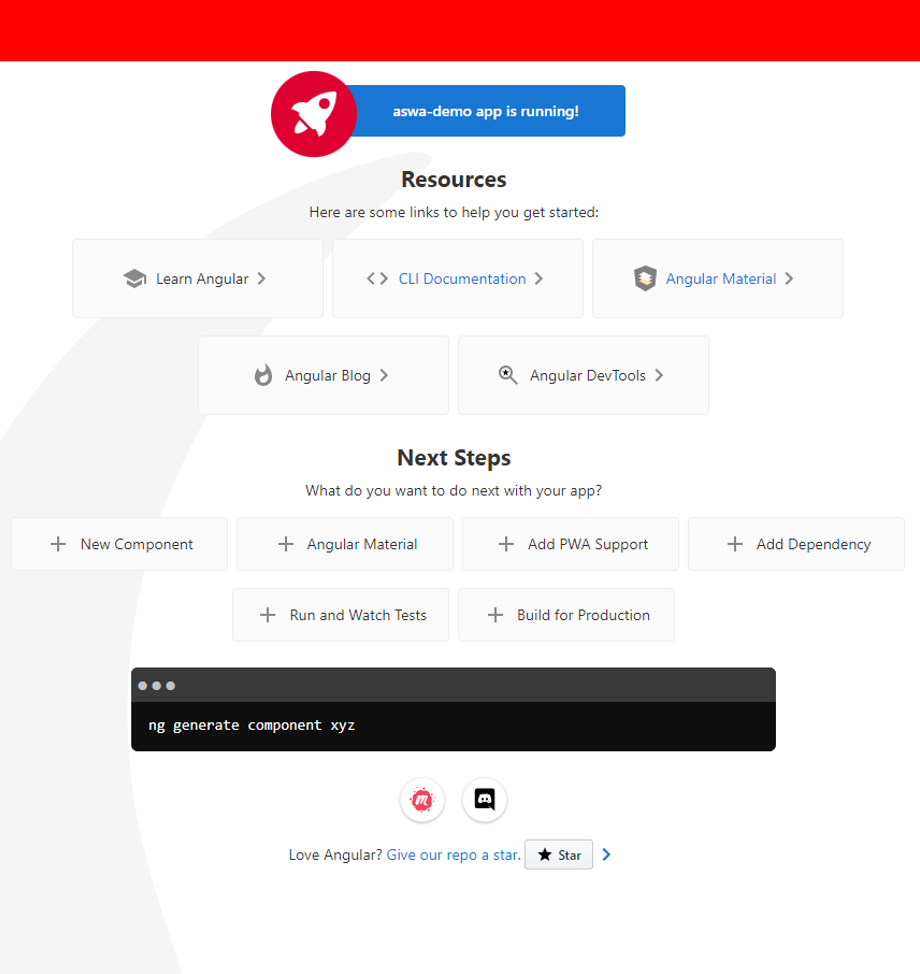 aswa-demo app is running!
Resources
Here are some links to help you get started:
Learn Angular
CLI Documentation
Angular Material
Angular Blog
Angular DevTools
Next Steps
What do you want to do next with your app?
New Component
Angular Material
Add PWA Support
Add Dependency
Run and Watch Tests
Build for Production
ng generate component xyz
m
Love Angular? Give our repo a star. Star